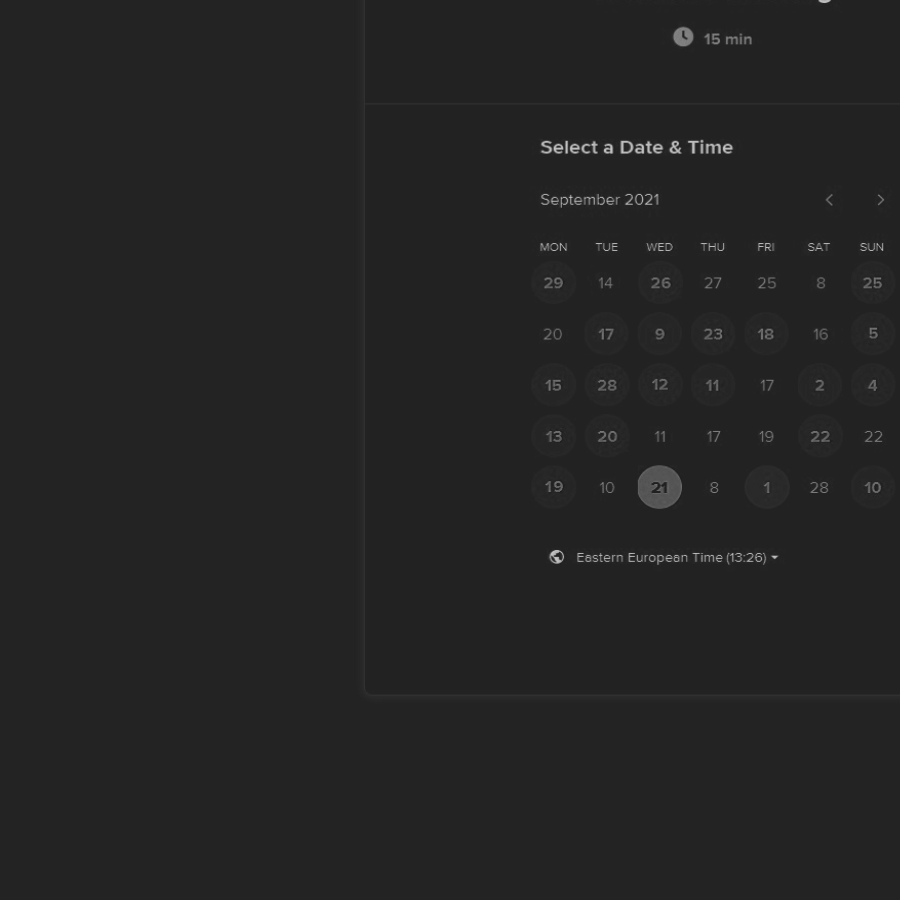 15 min
Select a Date & Time
September 2021
MON TUE WED THU FRI SAT SUN
29 14 26 27 25 8 25
20 17 9 23 18 16 5
15 28 12 11 17 2 4
13 20 11 17 19 22 22
19 10 21 8 1 28 10
Eastern European Time (13:26)